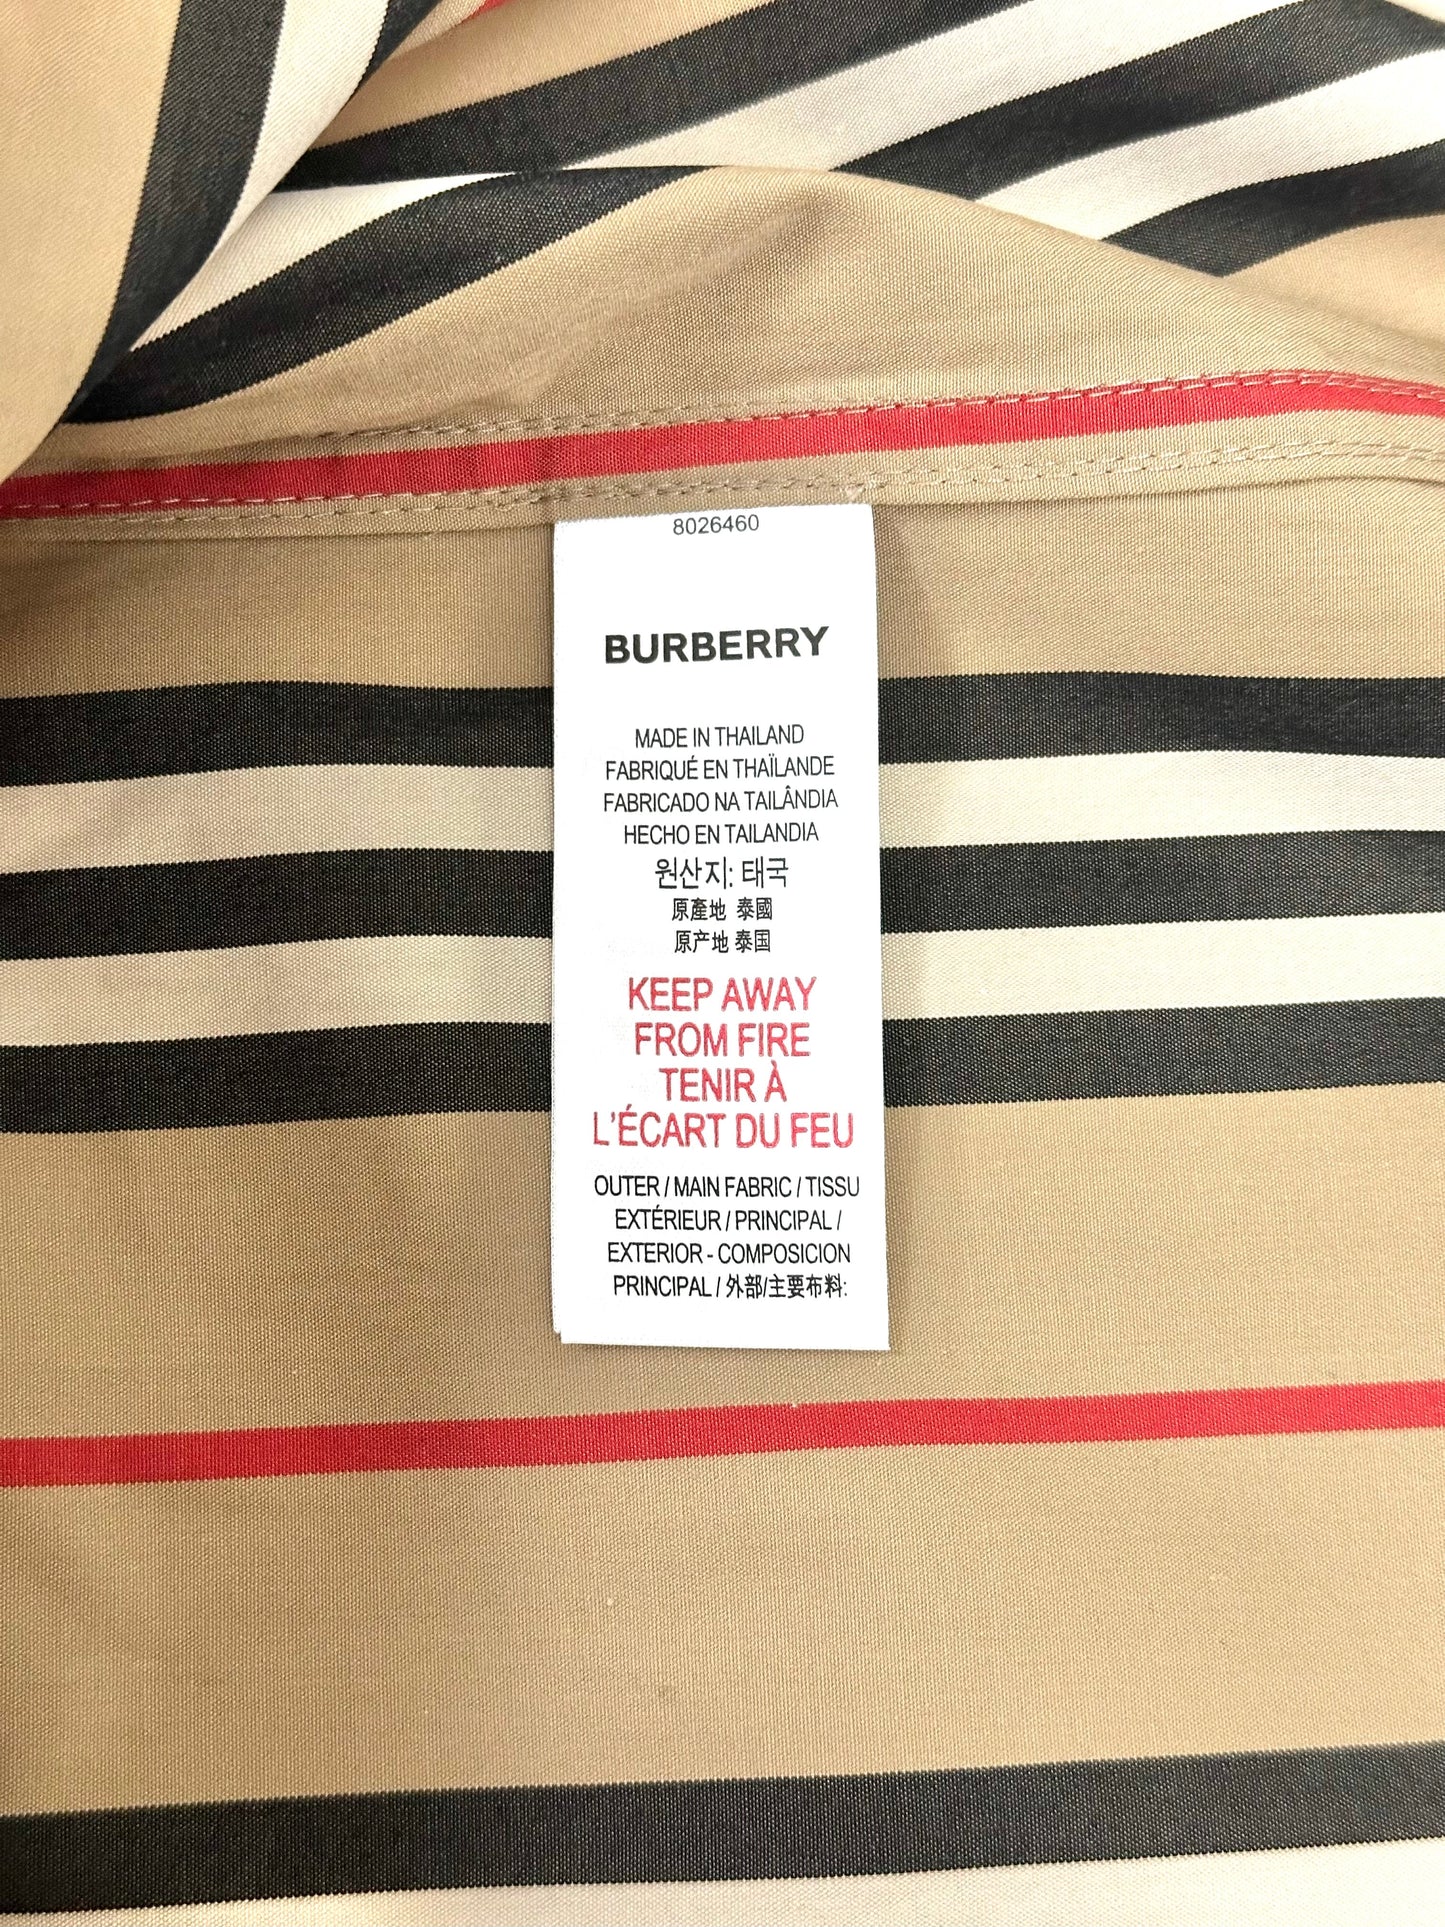 8026460
BURBERRY
MADE IN THAILAND
FABRIQUÉ EN THAÏLANDE
FABRICADO NA TAILÂNDIA
HECHO EN TAILANDIA
원산지: 태국
原產地 泰國
原产地 泰国
KEEP AWAY
FROM FIRE
TENIR À
L'ÉCART DU FEU
OUTER / MAIN FABRIC / TISSU
EXTÉRIEUR / PRINCIPAL /
EXTERIOR - COMPOSICION
PRINCIPAL / 外部/主要布料: